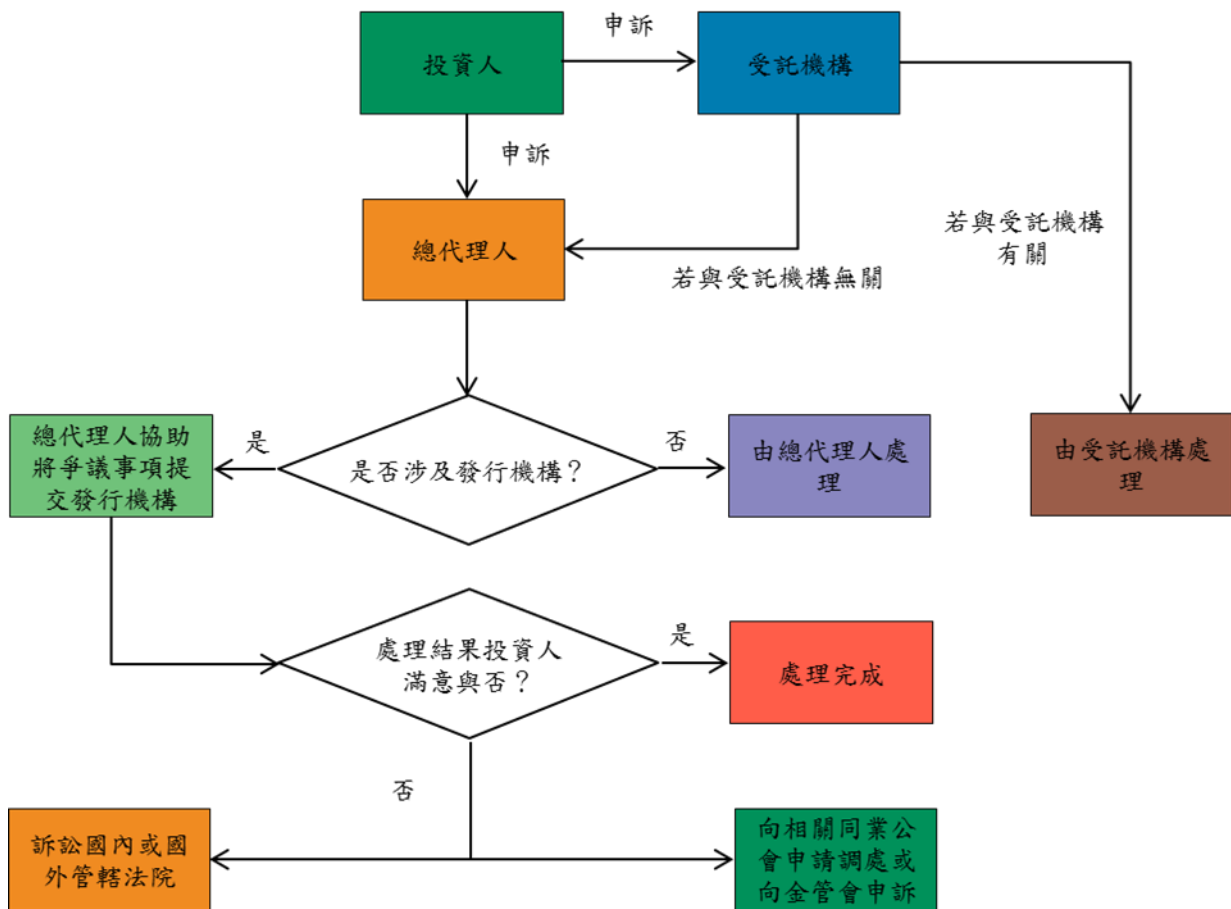 申訴
投資人
受託機構
申訴
總代理人
若與受託機構無關
若與受託機構
有關
總代理人協助
將爭議事項提
交發行機構
是
是否涉及發行機構？
否
由總代理人處
理
由受託機構處
理
處理結果投資人
滿意與否？
是
處理完成
否
訴訟國內或國
外管轄法院
向相關同業公
會申請調處或
向金管會申訴